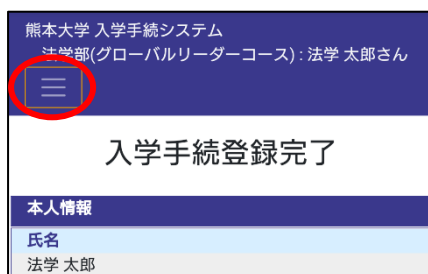 熊本大学 入学手続システム
法学部(グローバルリーダーコース) : 法学 太郎さん
入学手続登録完了
本人情報
氏名
法学 太郎